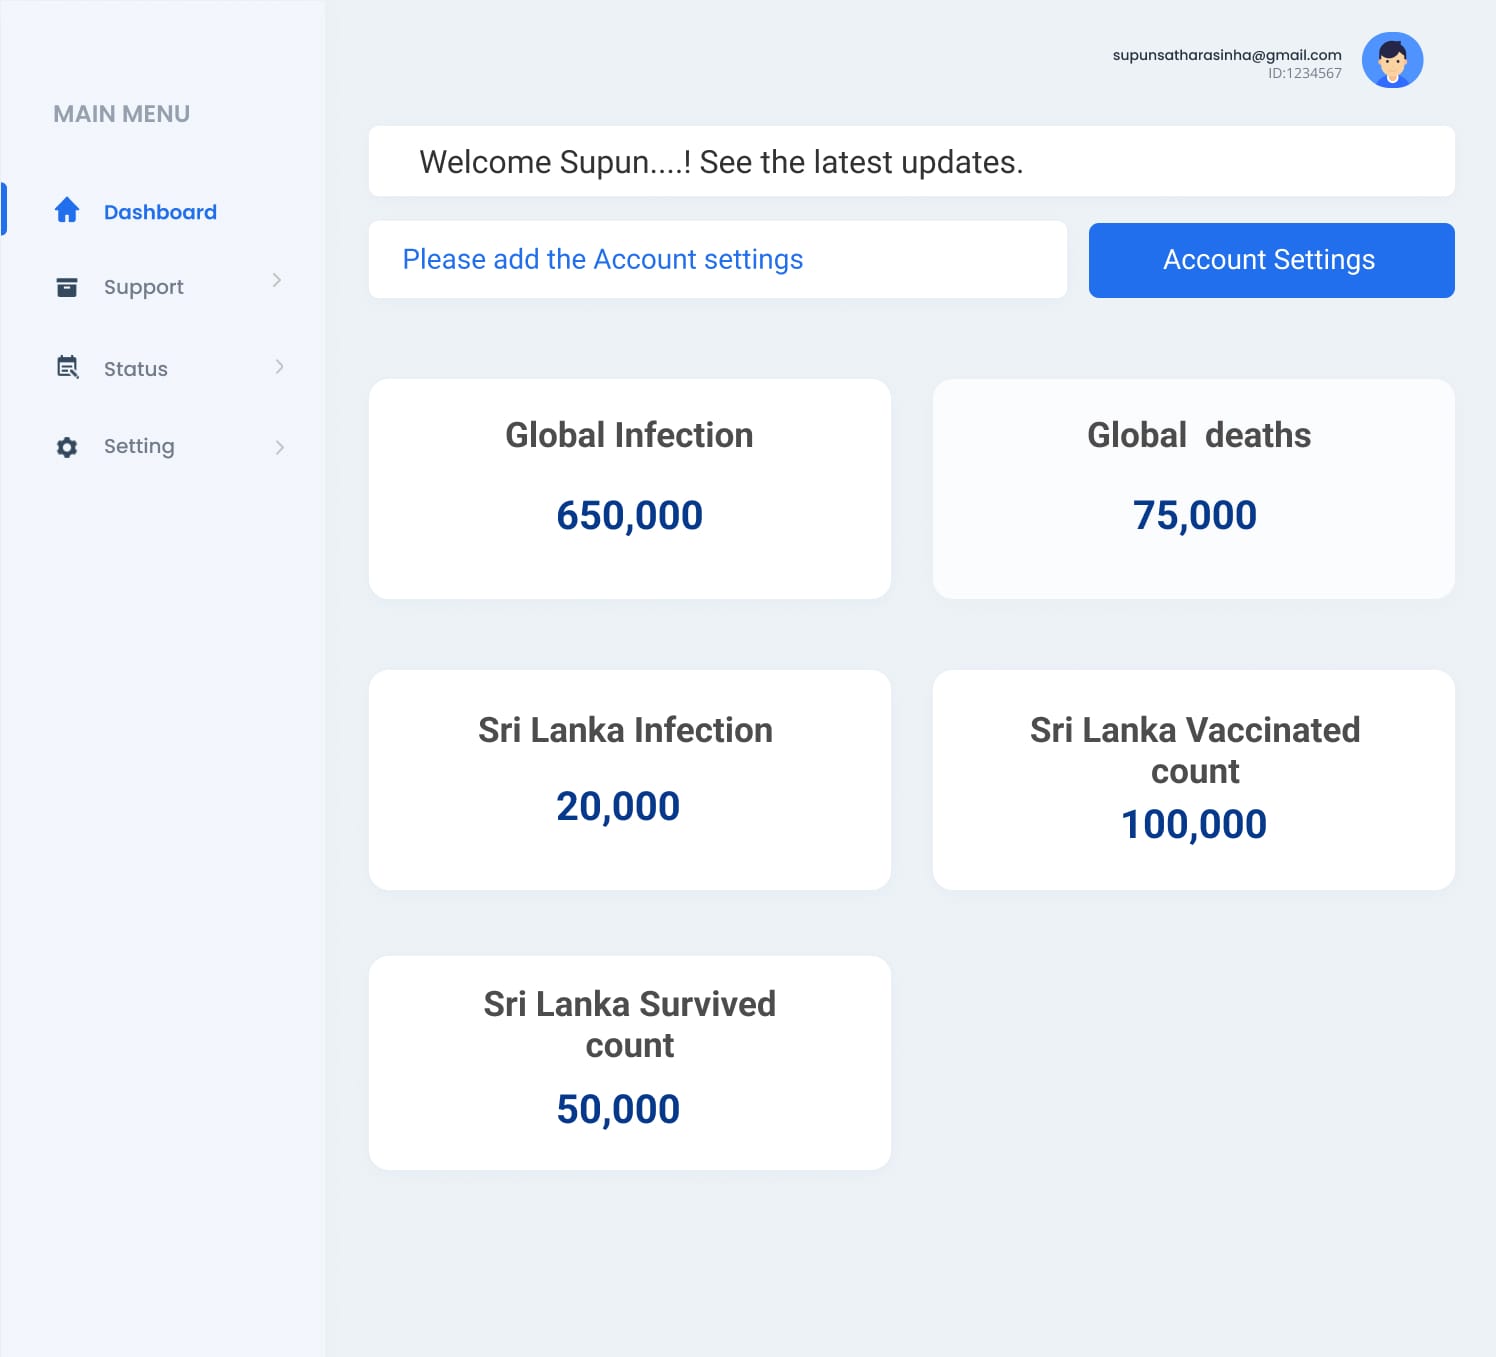 MAIN MENU
Dashboard
Support
Status
Setting
supunsatharasinha@gmail.com
ID:1234567
Welcome Supun....! See the latest updates.
Please add the Account settings
Account Settings
Global Infection
650,000
Global  deaths
75,000
Sri Lanka Infection
20,000
Sri Lanka Vaccinated
count
100,000
Sri Lanka Survived
count
50,000